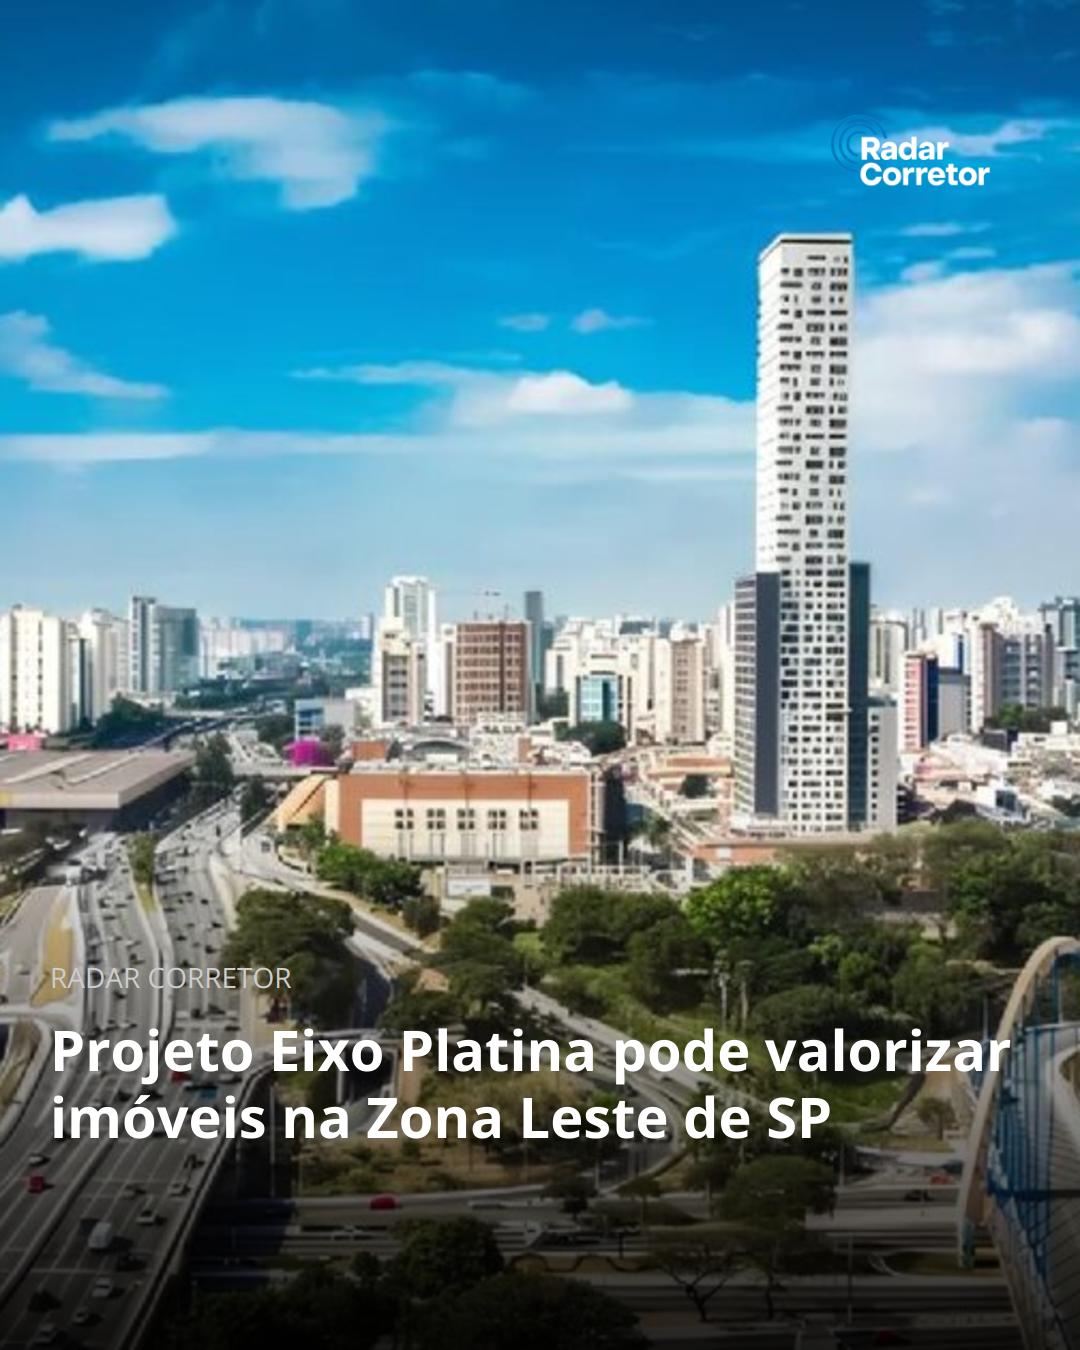 Radar
Corretor
RADAR CORRETOR
Projeto Eixo Platina pode valorizar
imóveis na Zona Leste de SP